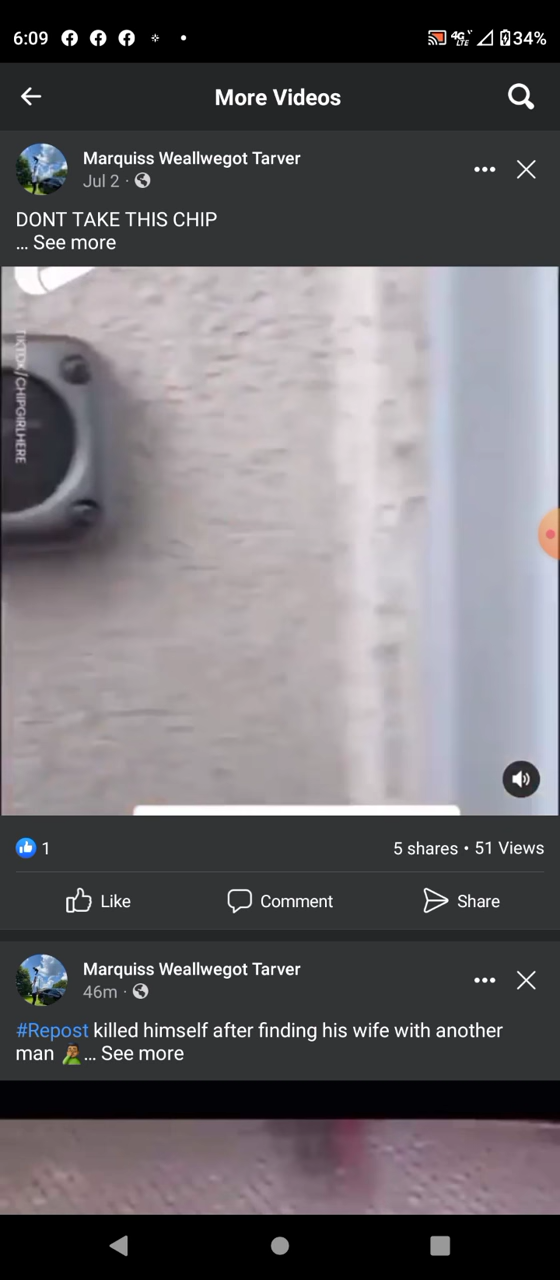 6:09
4G LTE
34%
More Videos
Marquiss Weallwegot Tarver
Jul 2 ·
DONT TAKE THIS CHIP
... See more
TIKTOK/CHIPGIRLHERE
1
5 shares • 51 Views
Like
Comment
Share
Marquiss Weallwegot Tarver
46m ·
#Repost killed himself after finding his wife with another
man 🤦... See more